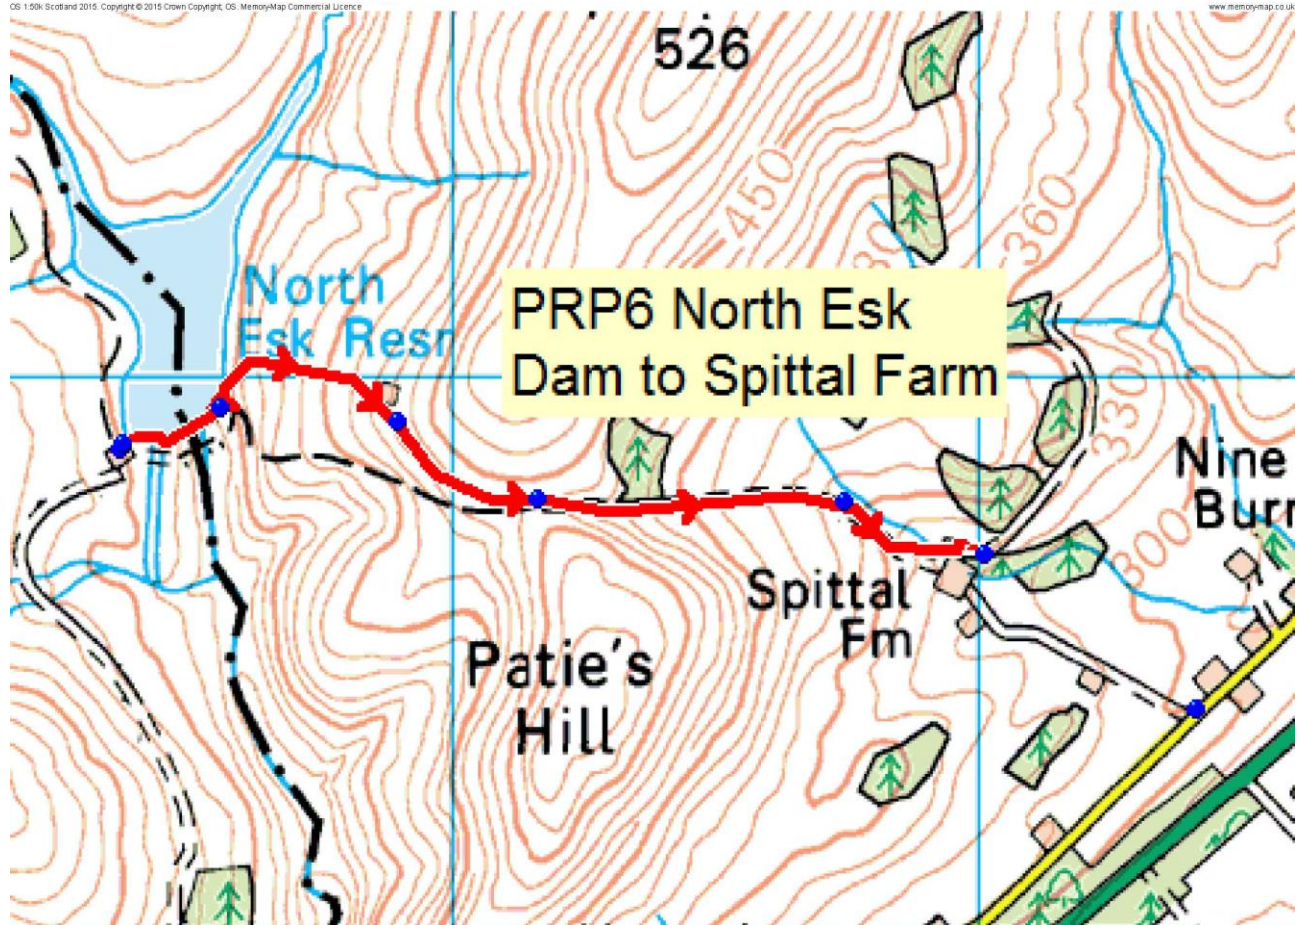 OS 1:50k Scotland 2015. Copyright © 2015 Crown Copyright, OS. Memory-Map Commercial Licence
www.memory-map.co.uk
526
450
360
30
North
Esk Resr
PRP6 North Esk
Dam to Spittal Farm
330
Nine
Burn
300
Spittal
Fm
Patie's
Hill